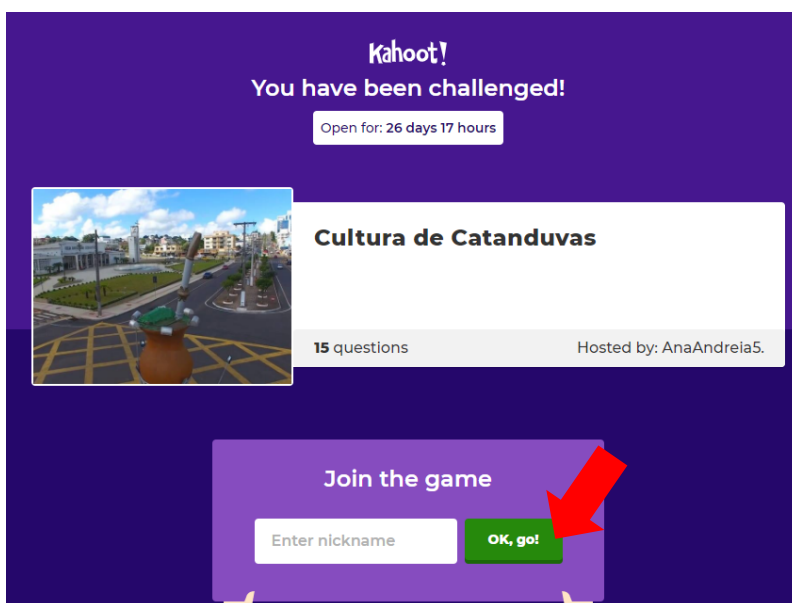 Kahoot!
You have been challenged!
Open for: 26 days 17 hours
Cultura de Catanduvas
15 questions
Hosted by: AnaAndreia5.
Join the game
Enter nickname
OK, go!